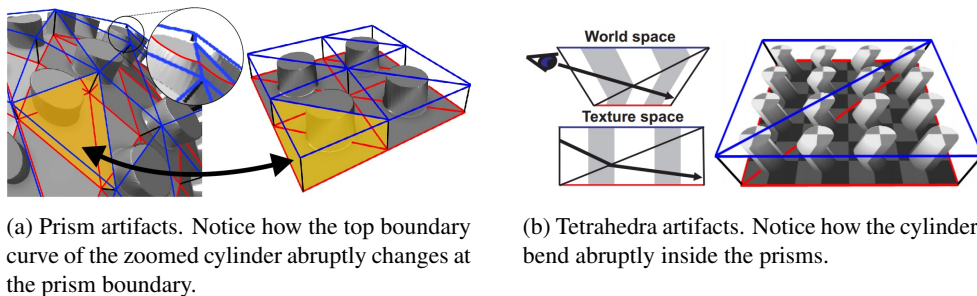 World space
Texture space
(a) Prism artifacts. Notice how the top boundary
curve of the zoomed cylinder abruptly changes at
the prism boundary.
(b) Tetrahedra artifacts. Notice how the cylinder
bend abruptly inside the prisms.